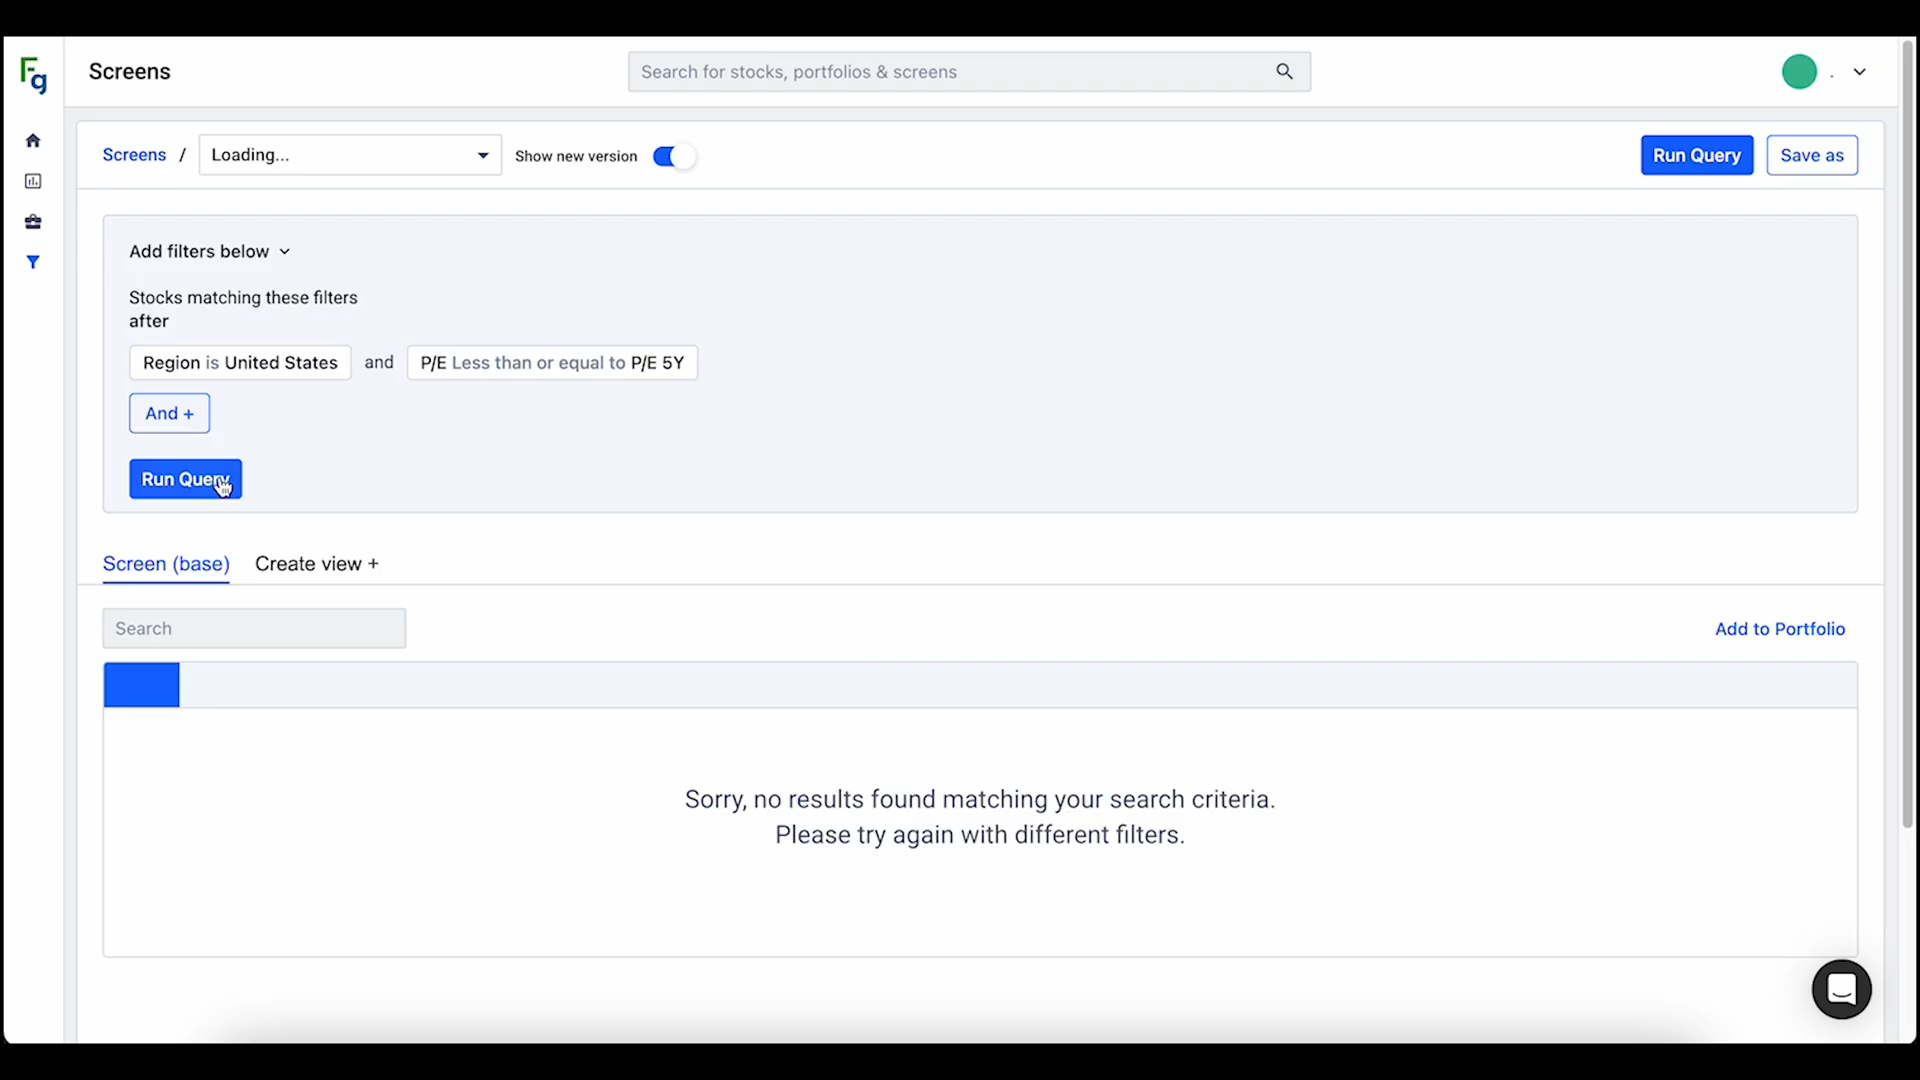 Fg
Screens
Search for stocks, portfolios & screens
.
Screens / Loading... Show new version
Run Query
Save as
Add filters below
Stocks matching these filters
after
Region is United States and P/E Less than or equal to P/E 5Y
And +
Run Query
Screen (base) Create view +
Search
Add to Portfolio
Sorry, no results found matching your search criteria.
Please try again with different filters.